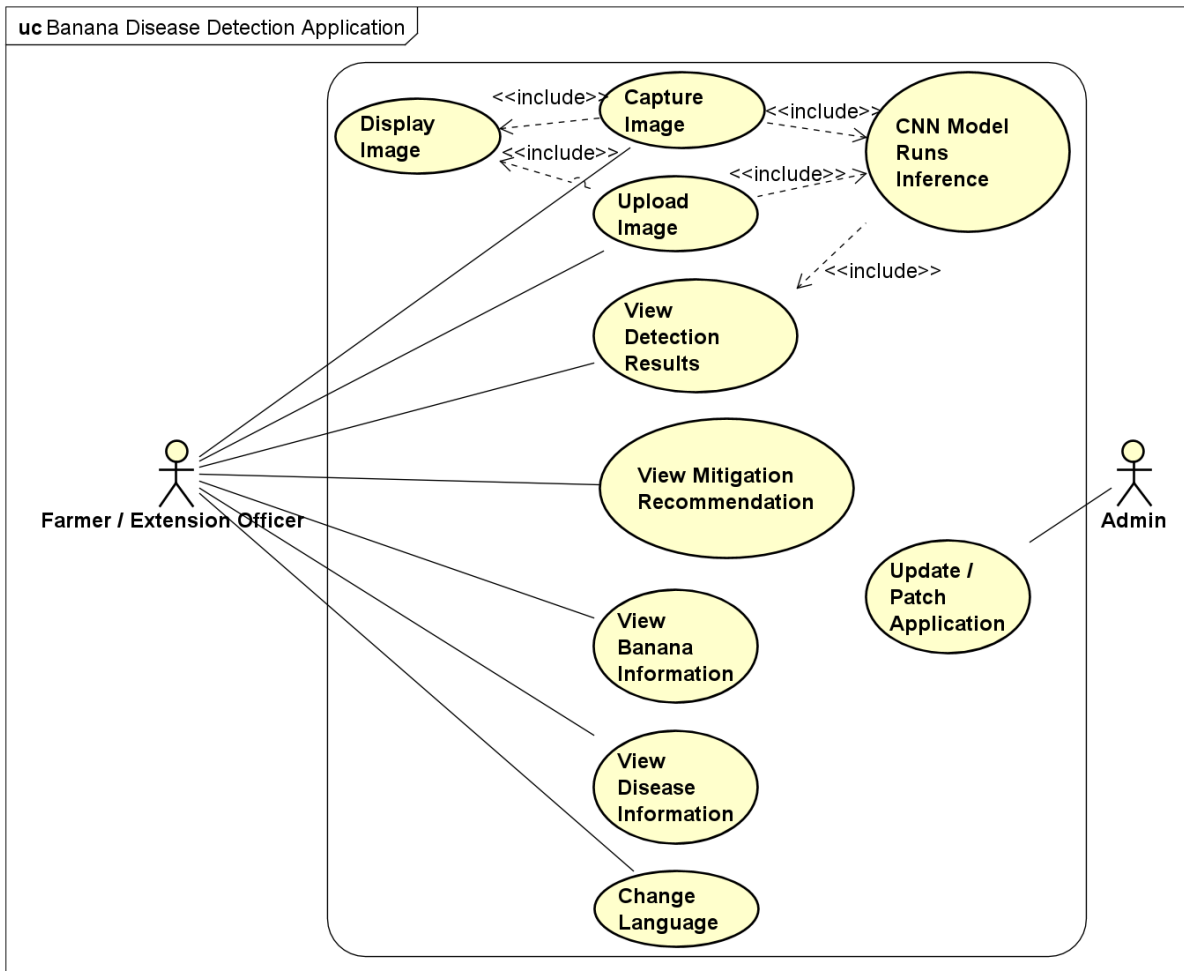 uc Banana Disease Detection Application
<<include>>
Capture
Image
<<include>>
Display
Image
CNN Model
Runs
Inference
<<include>>
<<include>>
Upload
Image
<<include>>
View
Detection
Results
View Mitigation
Recommendation
Farmer / Extension Officer
Admin
Update /
Patch
Application
View
Banana
Information
View
Disease
Information
Change
Language